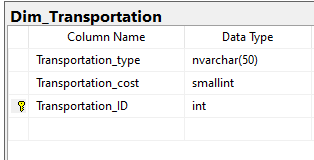 Dim_Transportation
Column Name Data Type
Transportation_type nvarchar(50)
Transportation_cost smallint
Transportation_ID int